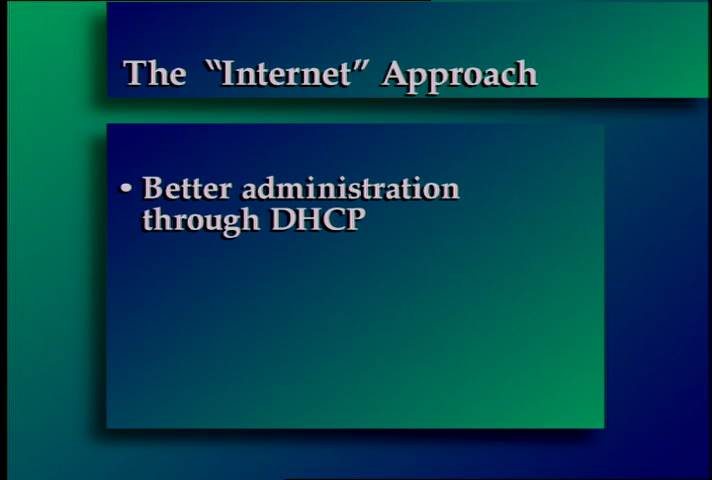 The “Internet” Approach
• Better administration
through DHCP